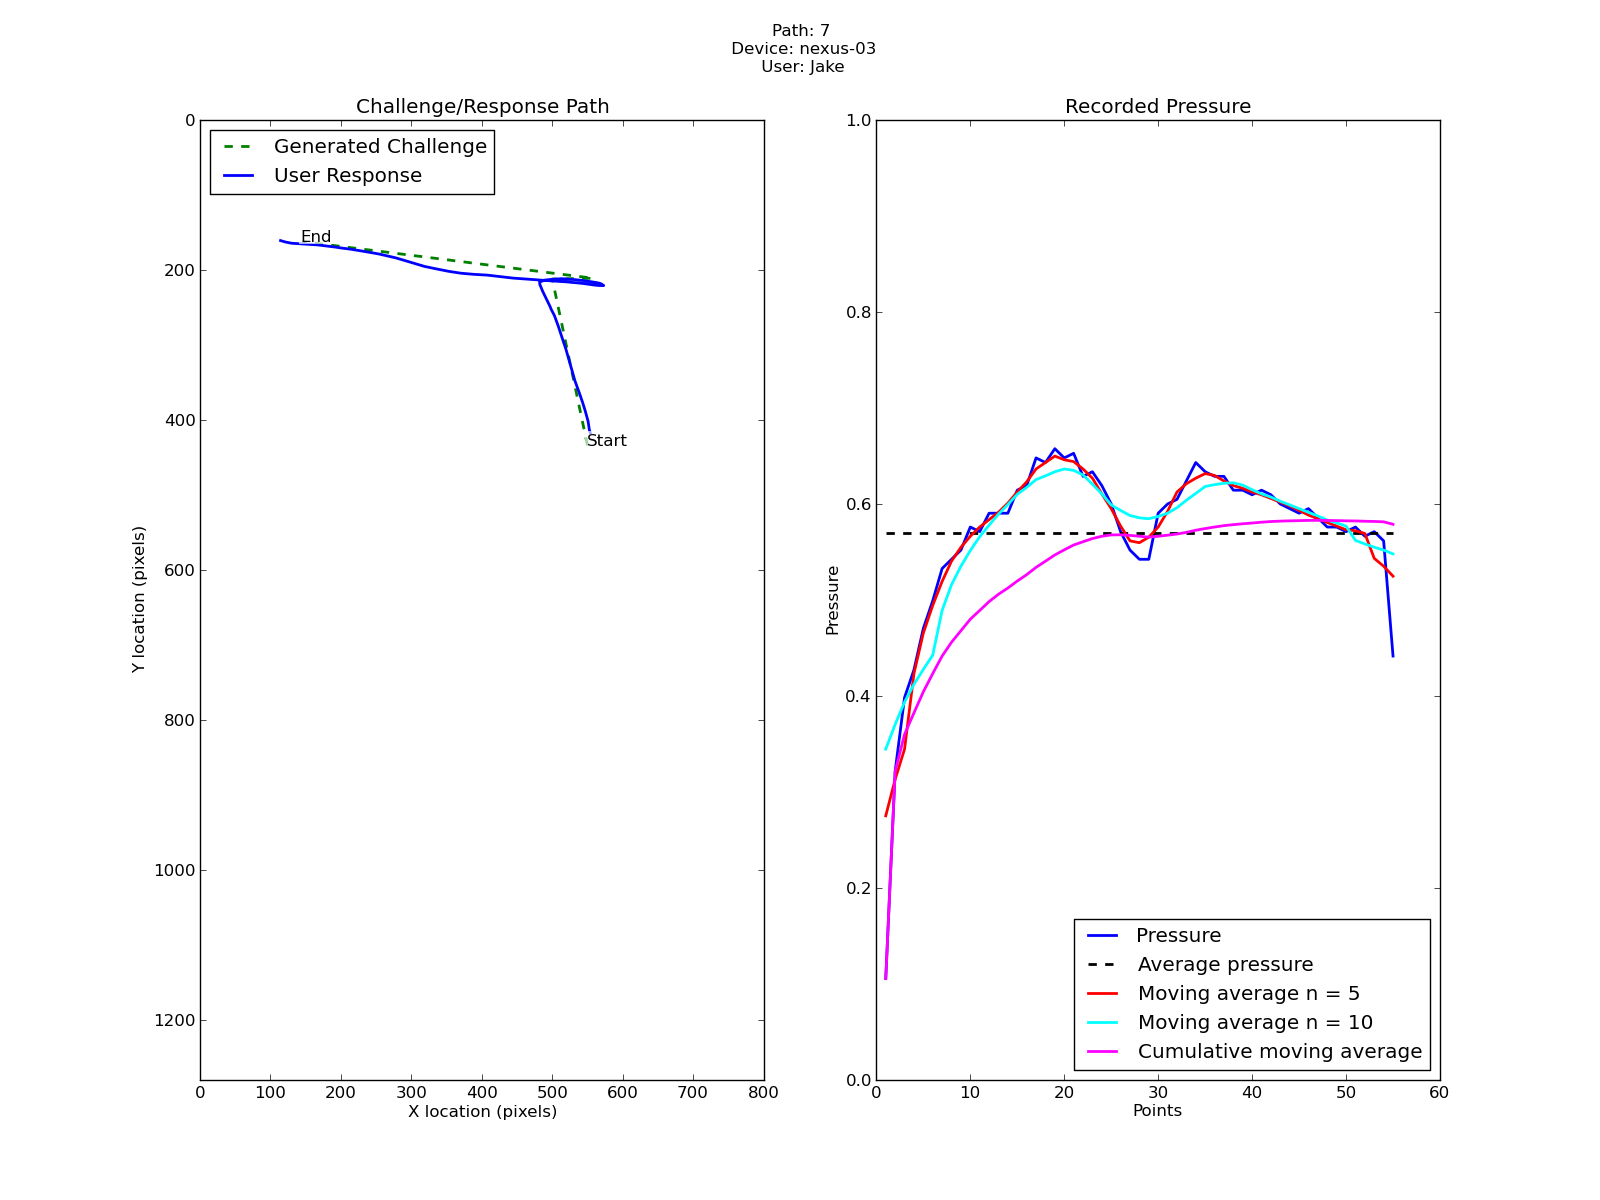 Path: 7
Device: nexus-03
User: Jake
Challenge/Response Path
Generated Challenge
User Response
End
Start
0
200
400
600
800
1000
1200
Y location (pixels)
0 100 200 300 400 500 600 700 800
X location (pixels)
Recorded Pressure
1.0
0.8
0.6
0.4
0.2
0.0
Pressure
Pressure
Average pressure
Moving average n = 5
Moving average n = 10
Cumulative moving average
0 10 20 30 40 50 60
Points